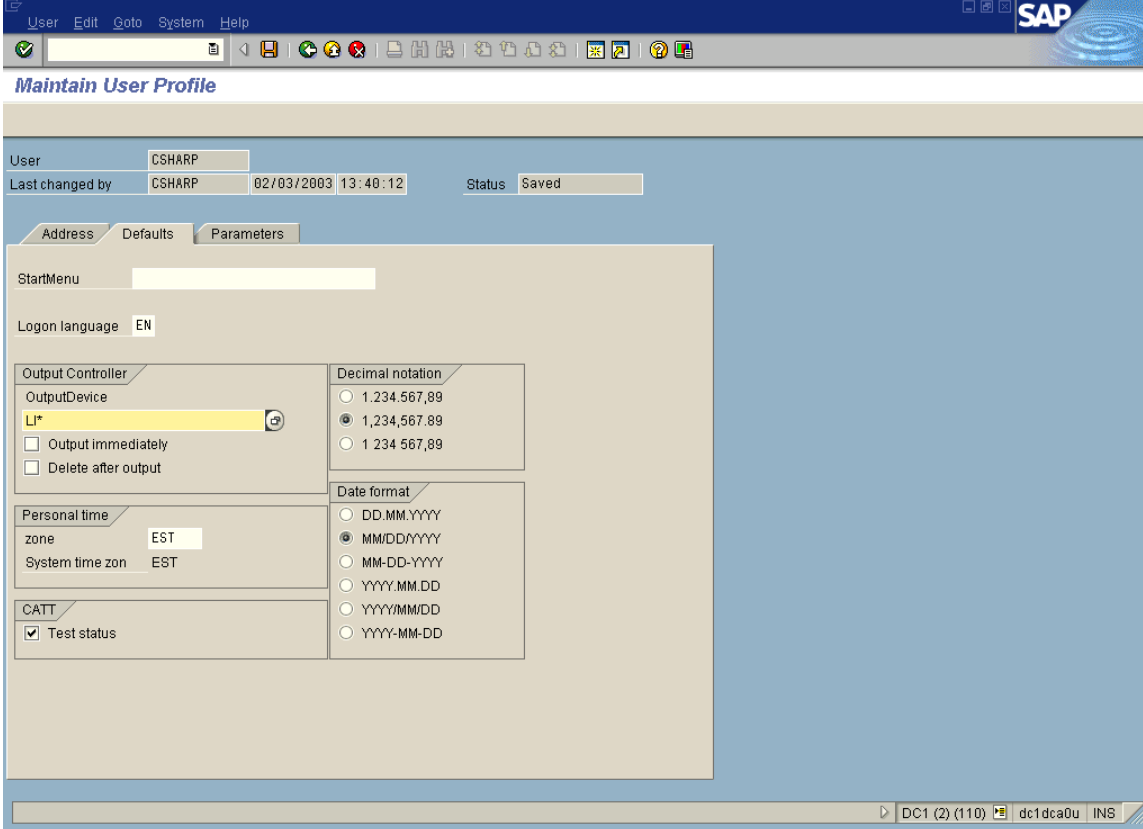 User Edit Goto System Help
SAP
Maintain User Profile
User CSHARP
Last changed by CSHARP 02/03/2003 13:40:12 Status Saved
Address Defaults Parameters
StartMenu
Logon language EN
Output Controller
OutputDevice
LI*
Output immediately
Delete after output
Personal time
zone EST
System time zon EST
CATT
Test status
Decimal notation
1.234.567,89
1,234,567.89
1 234 567,89
Date format
DD.MM.YYYY
MM/DD/YYYY
MM-DD-YYYY
YYYY.MM.DD
YYYY/MM/DD
YYYY-MM-DD
DC1 (2) (110) dc1dca0u INS